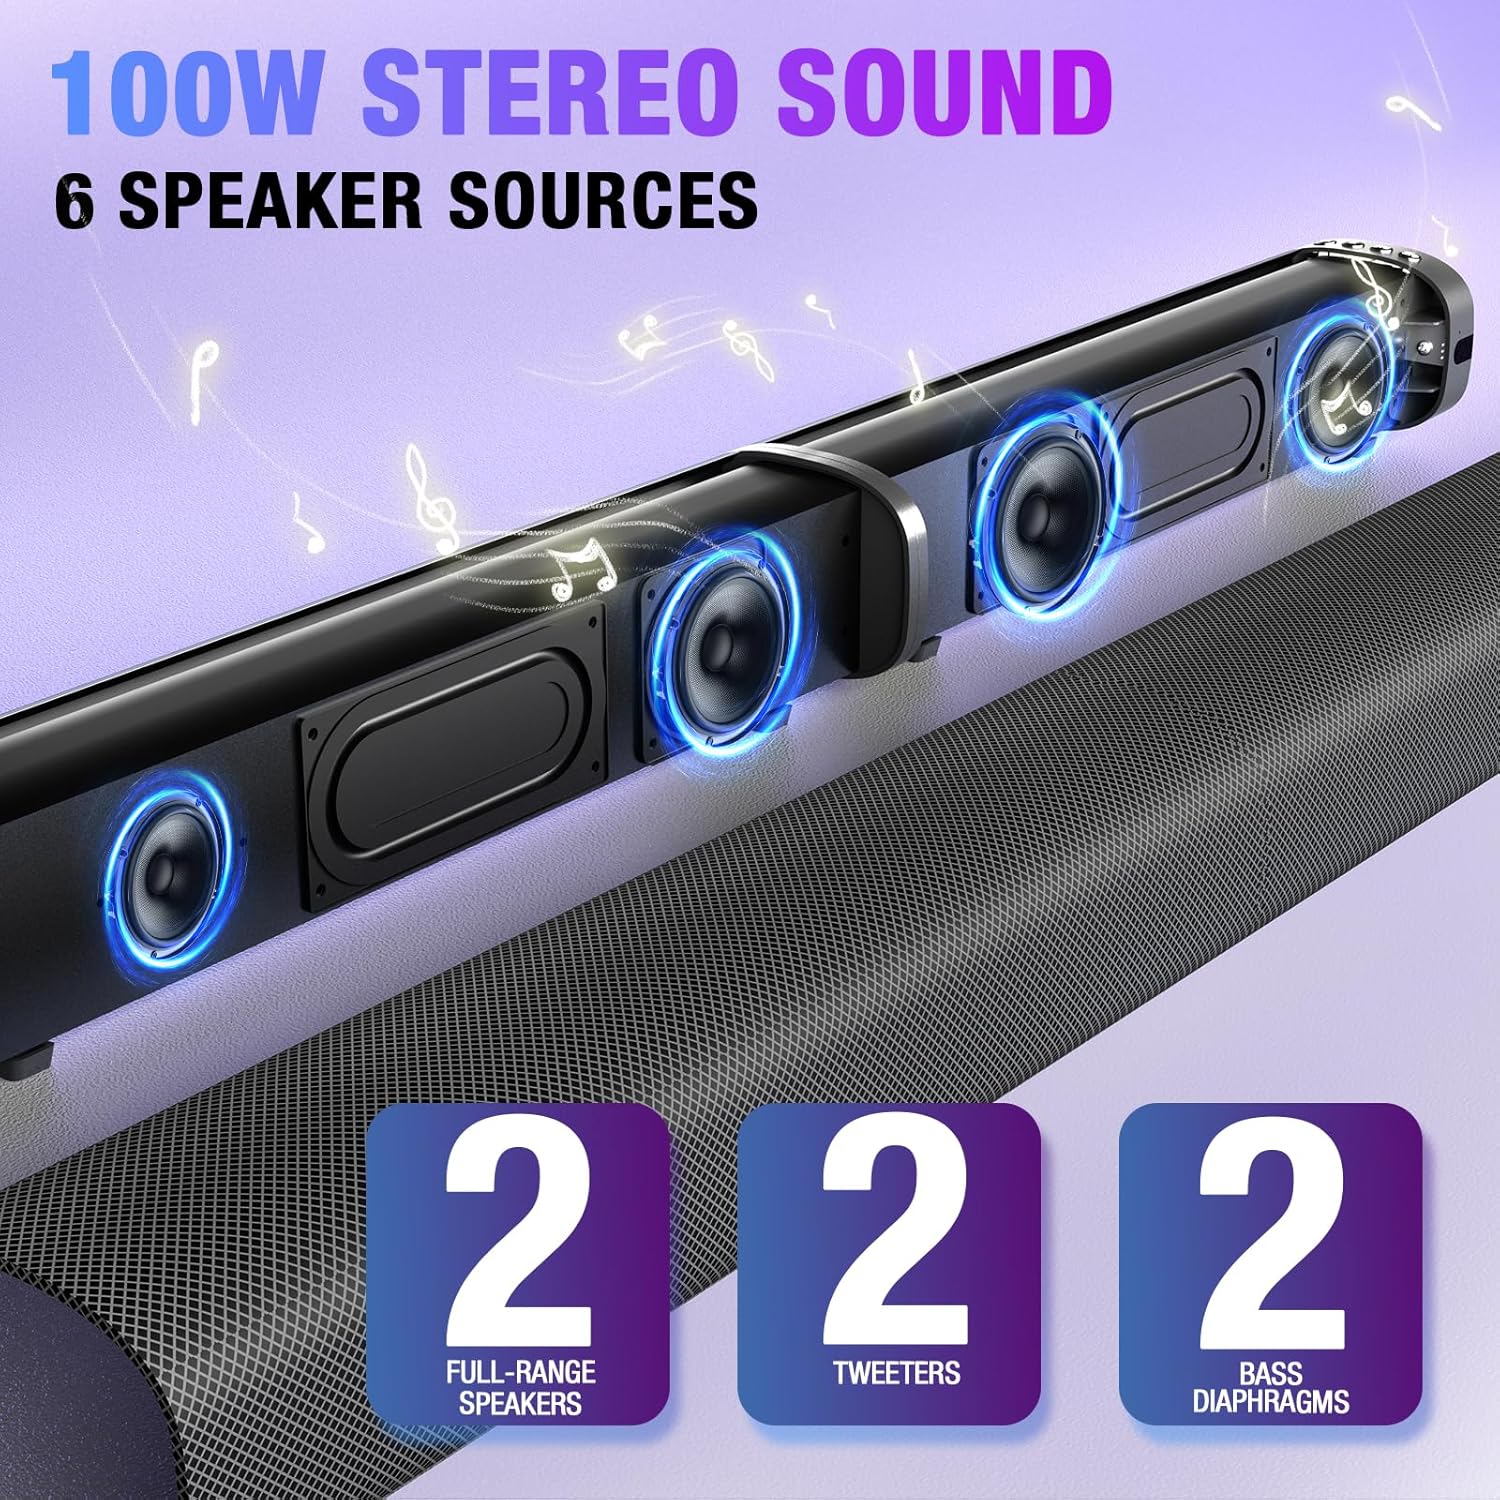 100W STEREO SOUND
6 SPEAKER SOURCES
2
FULL-RANGE
SPEAKERS
2
TWEETERS
2
BASS
DIAPHRAGMS